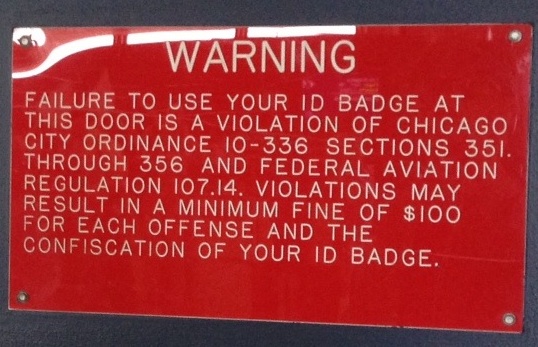 WARNING
FAILURE TO USE YOUR ID BADGE AT
THIS DOOR IS A VIOLATION OF CHICAGO
CITY ORDINANCE 10-336 SECTIONS 351.
THROUGH 356 AND FEDERAL AVIATION
REGULATION 107.14. VIOLATIONS MAY
RESULT IN A MINIMUM FINE OF $100
FOR EACH OFFENSE AND THE
CONFISCATION OF YOUR ID BADGE.